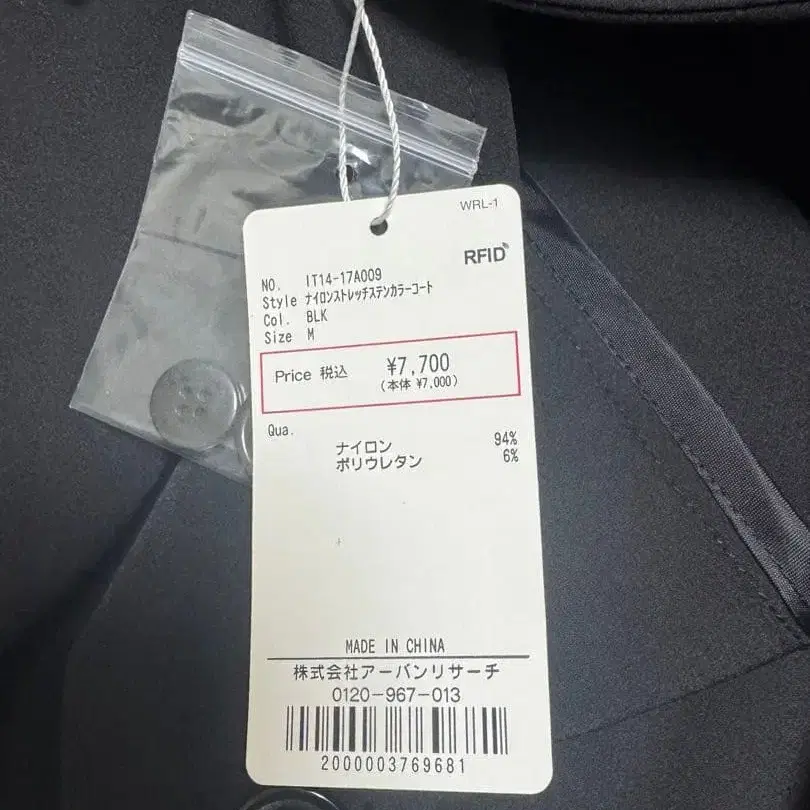 WRL-1
RFID
NO. IT14-17A009
Style ナイロンストレッチステンカラーコート
Col. BLK
Size M
Price 税込 ¥7,700
(本体 ¥7,000)
Qua.
ナイロン 94%
ポリウレタン 6%
MADE IN CHINA
株式会社アーバンリサーチ
0120-967-013
2000003769681